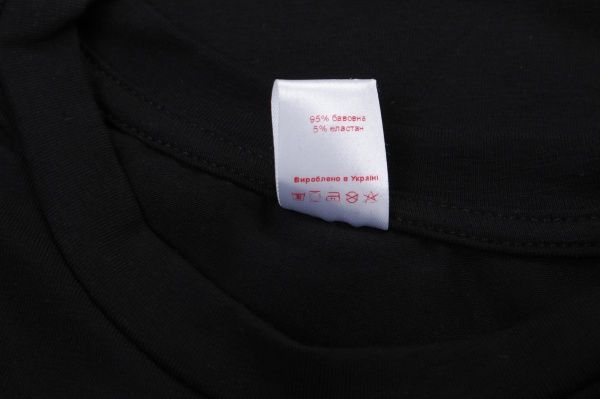 95% бавовна
5% еластан
Вироблено в Україні